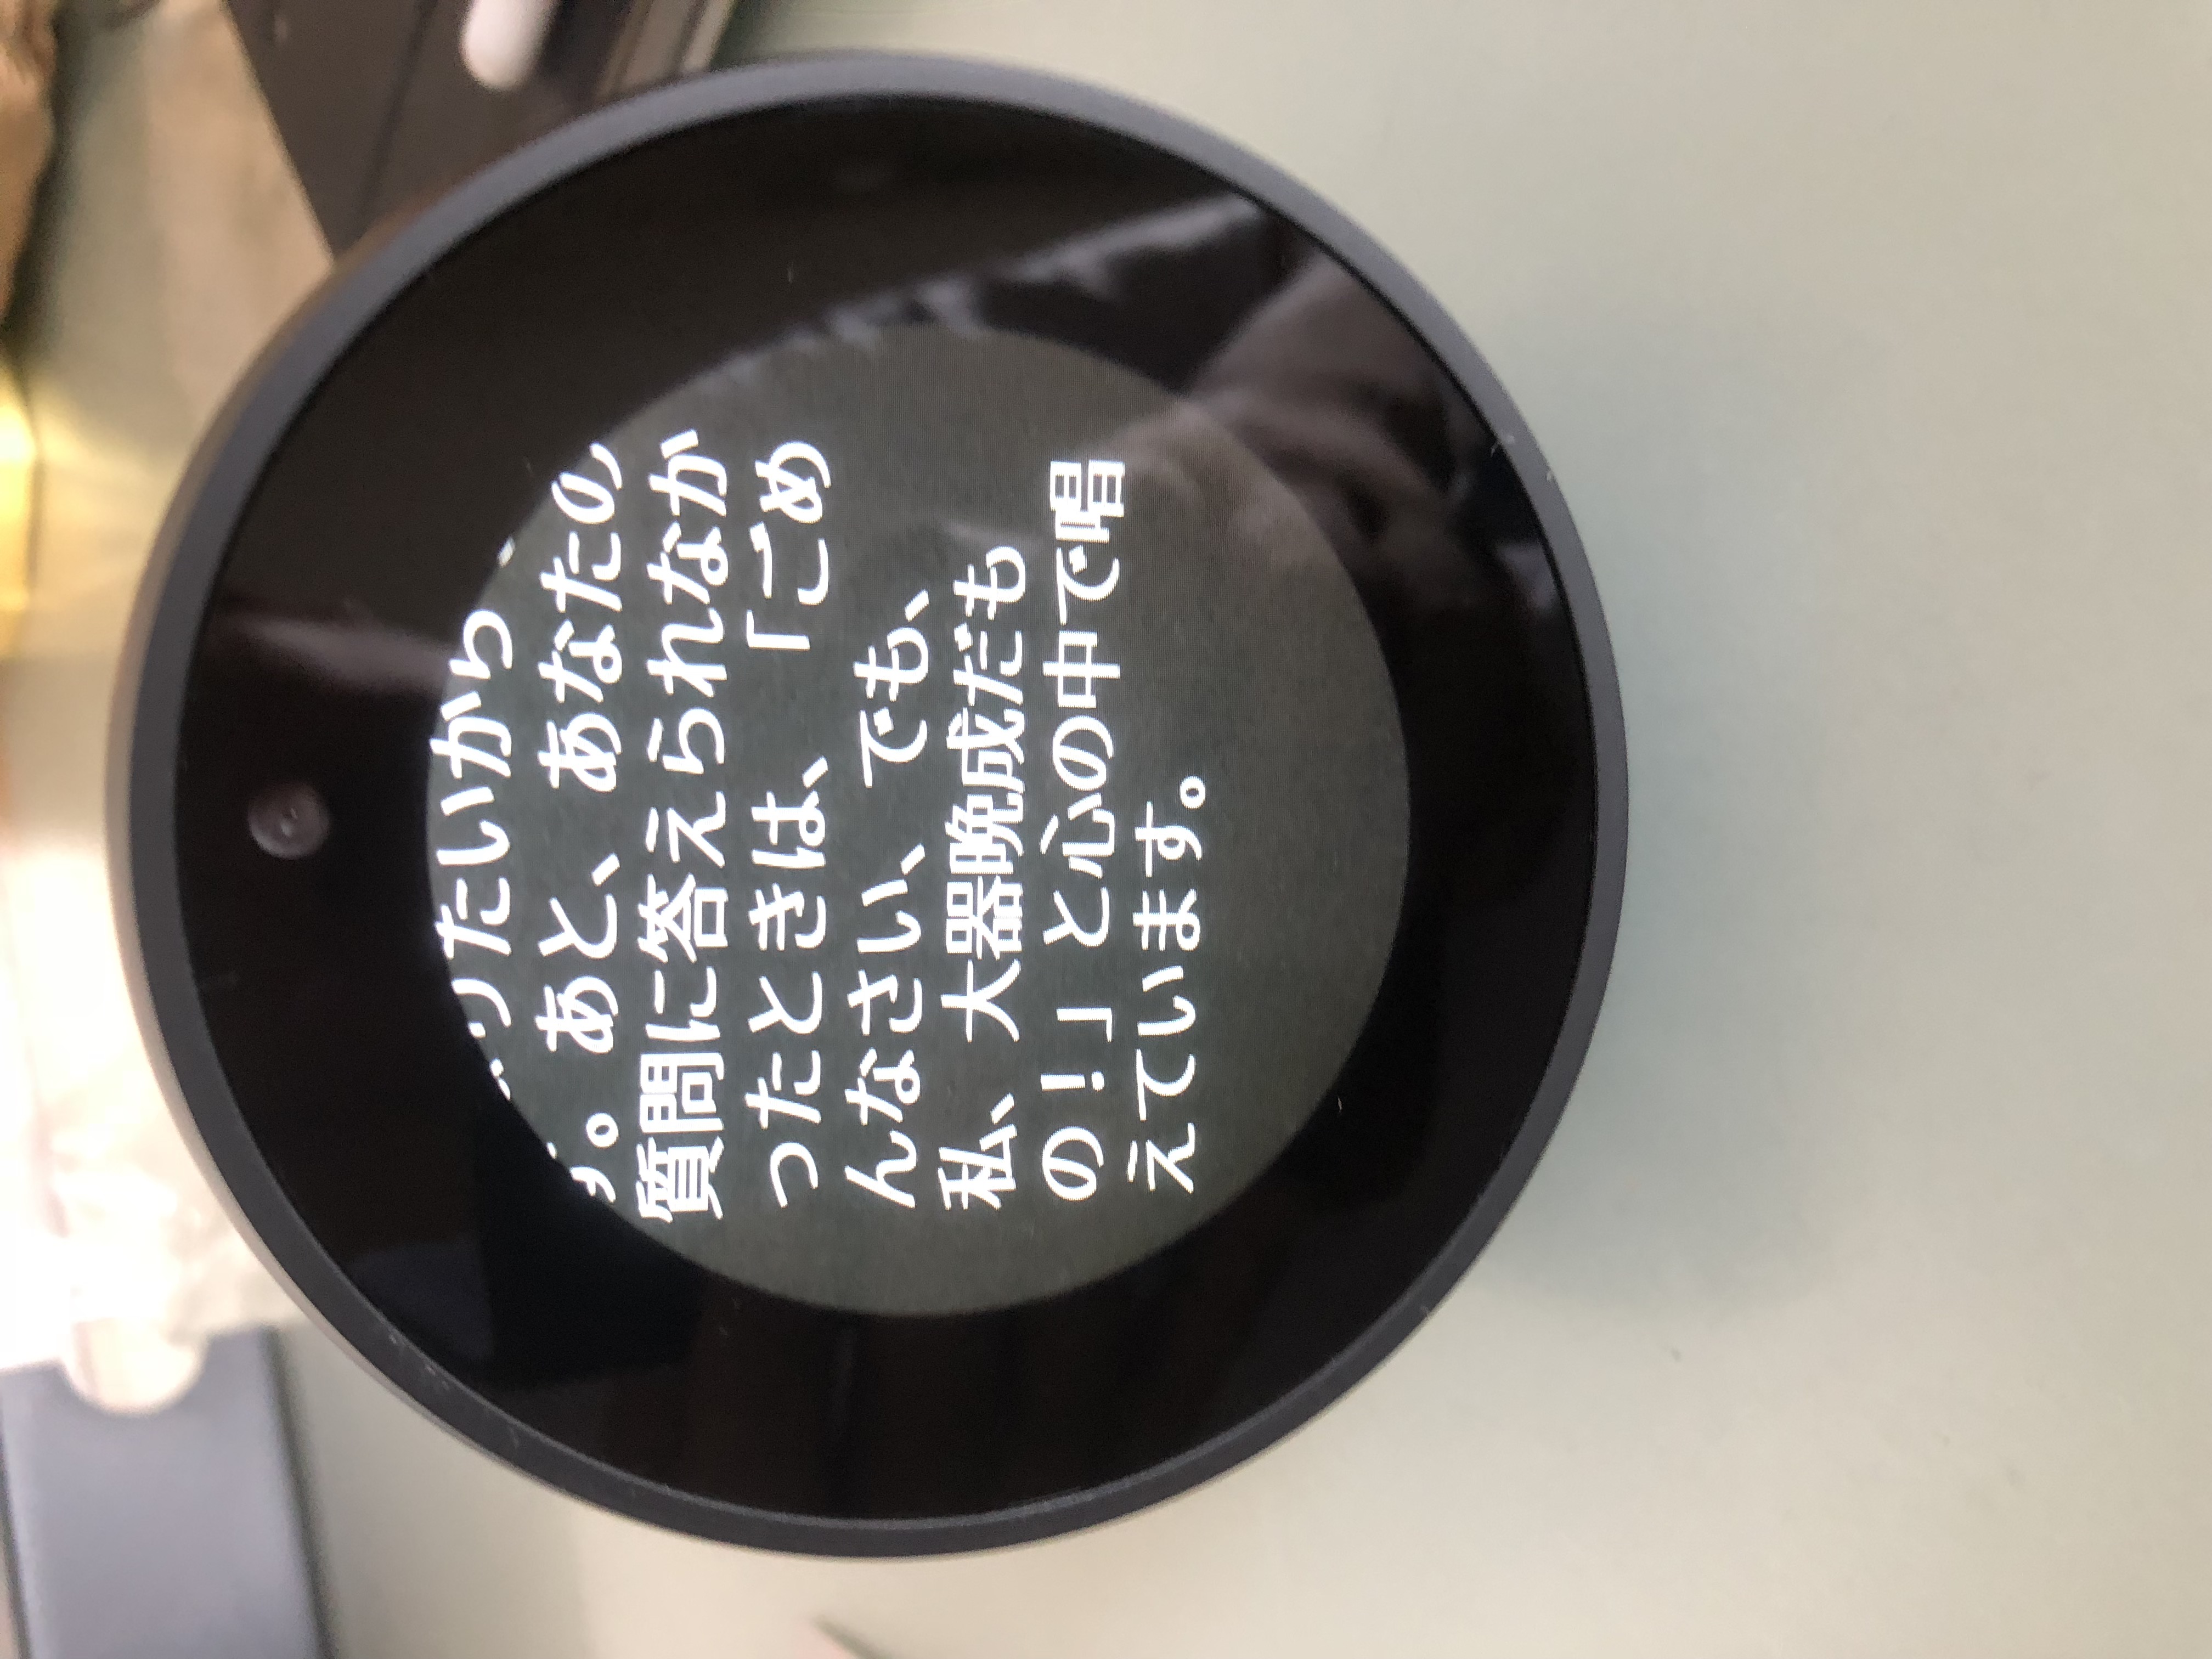 りたいから
す。あと、あなたの
質問に答えられなか
ったときは、「ごめ
んなさい、でも、
私、大器晩成だも
の！」と心の中で唱
えています。